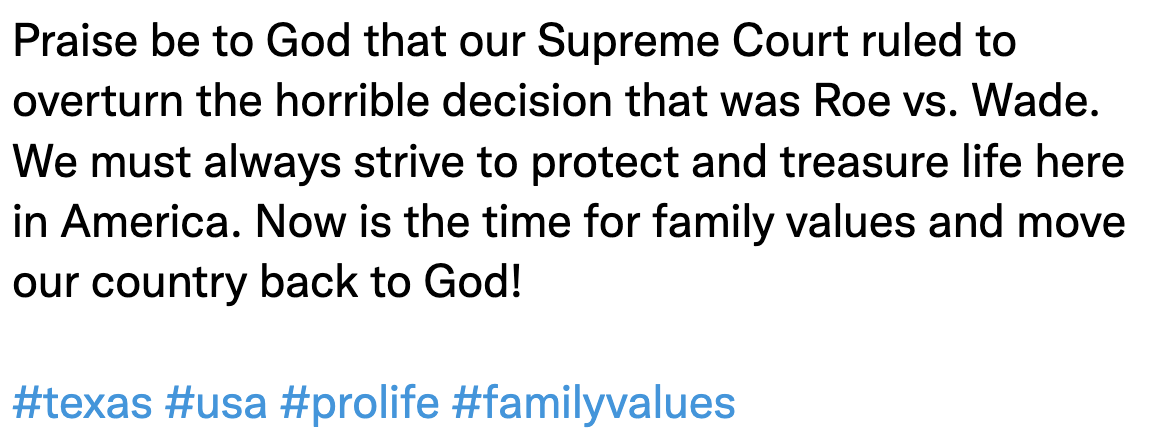 Praise be to God that our Supreme Court ruled to
overturn the horrible decision that was Roe vs. Wade.
We must always strive to protect and treasure life here
in America. Now is the time for family values and move
our country back to God!
#texas #usa #prolife #familyvalues